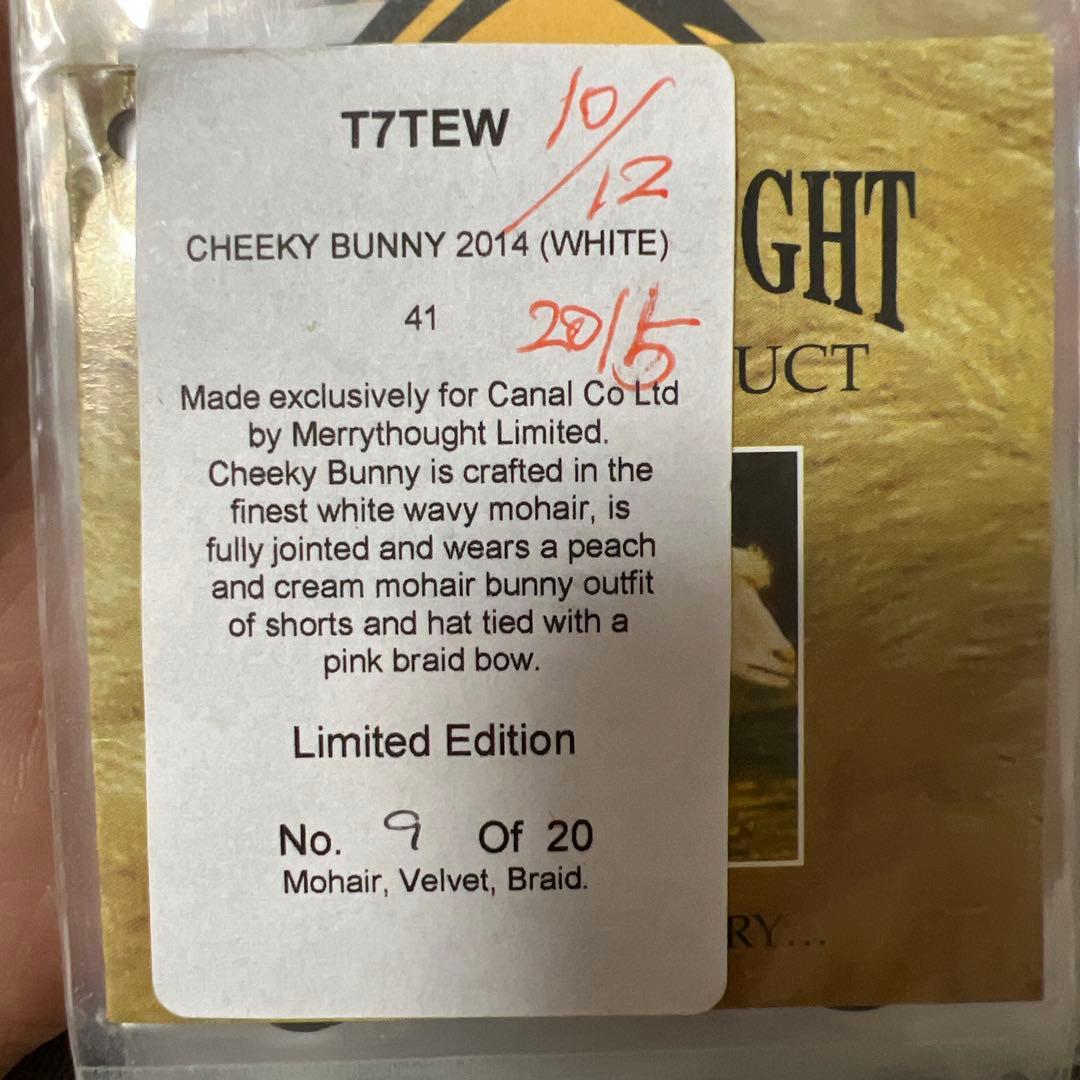 T7TEW 10/12
CHEEKY BUNNY 2014 (WHITE)
41 2015
Made exclusively for Canal Co Ltd
by Merrythought Limited.
Cheeky Bunny is crafted in the
finest white wavy mohair, is
fully jointed and wears a peach
and cream mohair bunny outfit
of shorts and hat tied with a
pink braid bow.
Limited Edition
No. 9 Of 20
Mohair, Velvet, Braid.
GHT
UCT
RY...